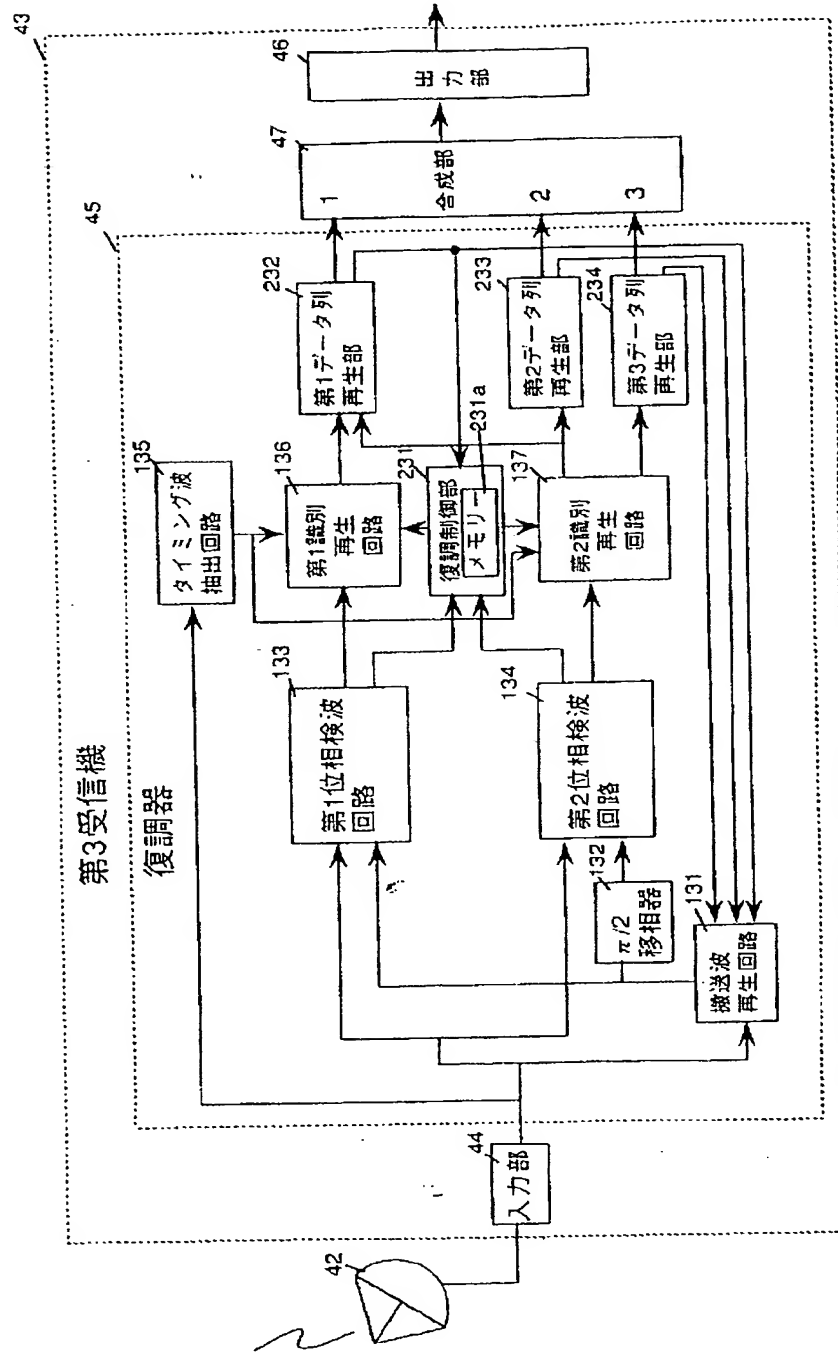 第3受信機
43
復調器
45
42
入力部
44
タイミング波
抽出回路
135
第1位相検波
回路
133
第2位相検波
回路
134
π/2
移相器
132
搬送波
再生回路
131
第1識別
再生
回路
136
復調制御部
231
メモリー
231a
第2識別
再生
回路
137
第1データ列
再生部
232
第2データ列
再生部
233
第3データ列
再生部
234
合成部
47
1
2
3
出力部
46